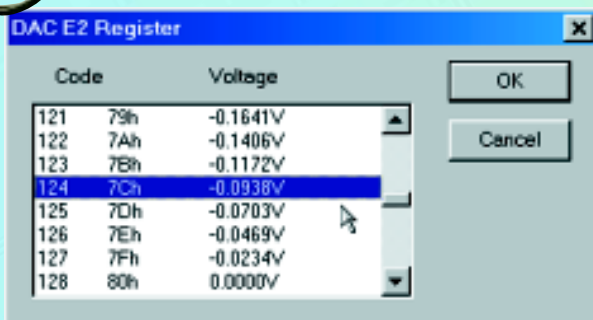 DAC E2 Register
Code Voltage OK
121 79h -0.1641V
122 7Ah -0.1406V
123 7Bh -0.1172V Cancel
124 7Ch -0.0938V
125 7Dh -0.0703V
126 7Eh -0.0469V
127 7Fh -0.0234V
128 80h 0.0000V